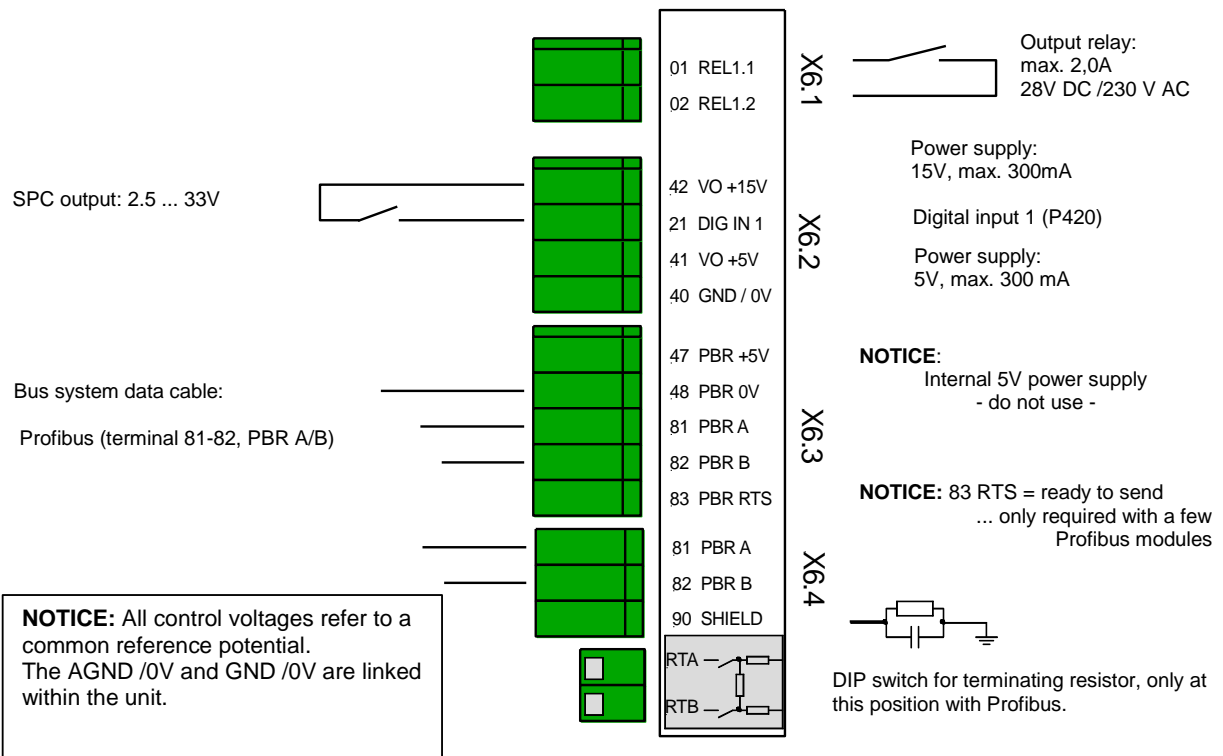 01 REL1.1
02 REL1.2
X6.1
Output relay:
max. 2,0A
28V DC /230 V AC
SPC output: 2.5 ... 33V
42 VO +15V
21 DIG IN 1
41 VO +5V
40 GND / 0V
X6.2
Power supply:
15V, max. 300mA
Digital input 1 (P420)
Power supply:
5V, max. 300 mA
Bus system data cable:
Profibus (terminal 81-82, PBR A/B)
47 PBR +5V
48 PBR 0V
81 PBR A
82 PBR B
83 PBR RTS
X6.3
NOTICE:
Internal 5V power supply
- do not use -
NOTICE: 83 RTS = ready to send
... only required with a few
Profibus modules
81 PBR A
82 PBR B
90 SHIELD
X6.4
NOTICE: All control voltages refer to a
common reference potential.
The AGND /0V and GND /0V are linked
within the unit.
RTA
RTB
DIP switch for terminating resistor, only at
this position with Profibus.